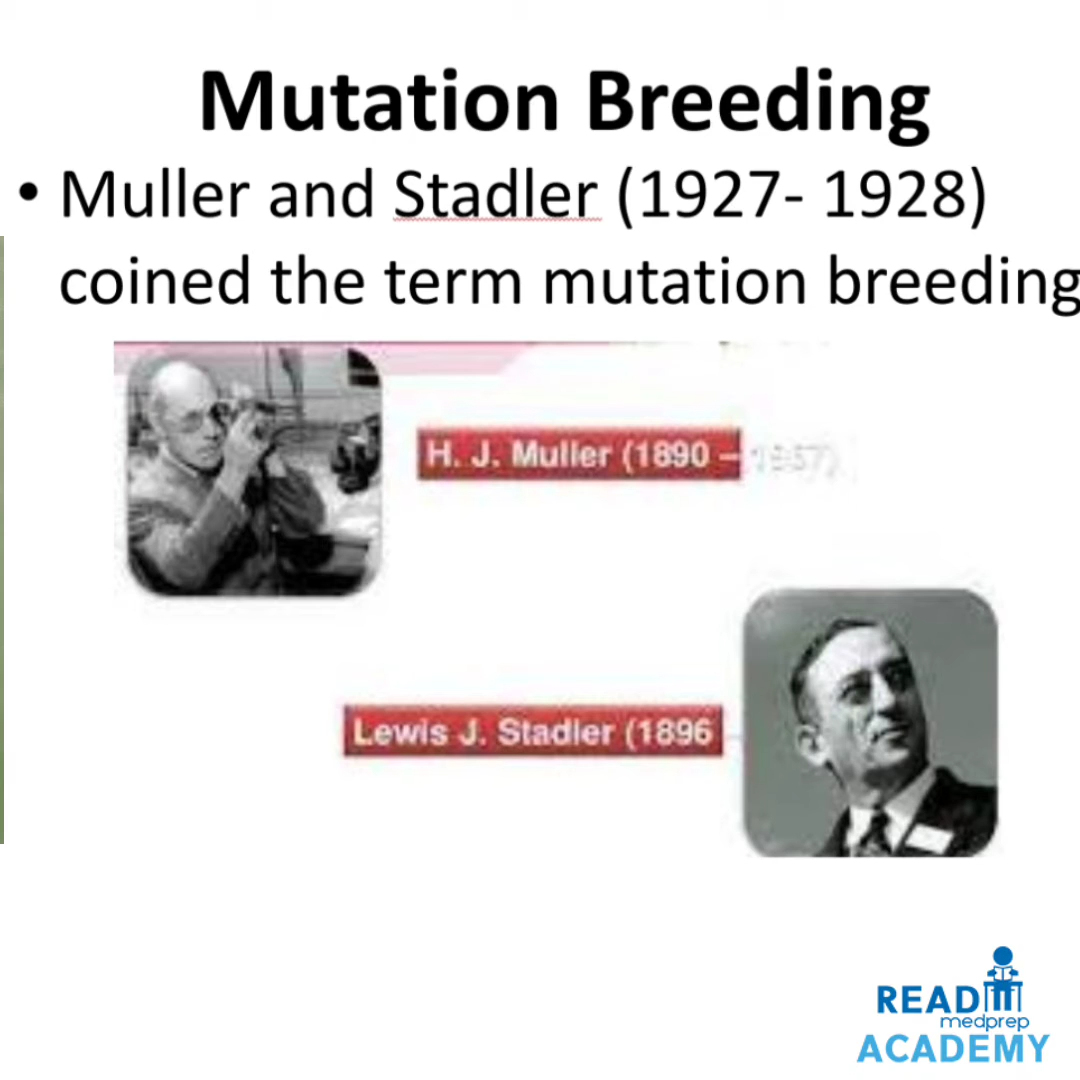 Mutation Breeding
• Muller and Stadler (1927- 1928)
coined the term mutation breeding
H. J. Muller (1890 – 1967)
Lewis J. Stadler (1896
READ
medprep
ACADEMY